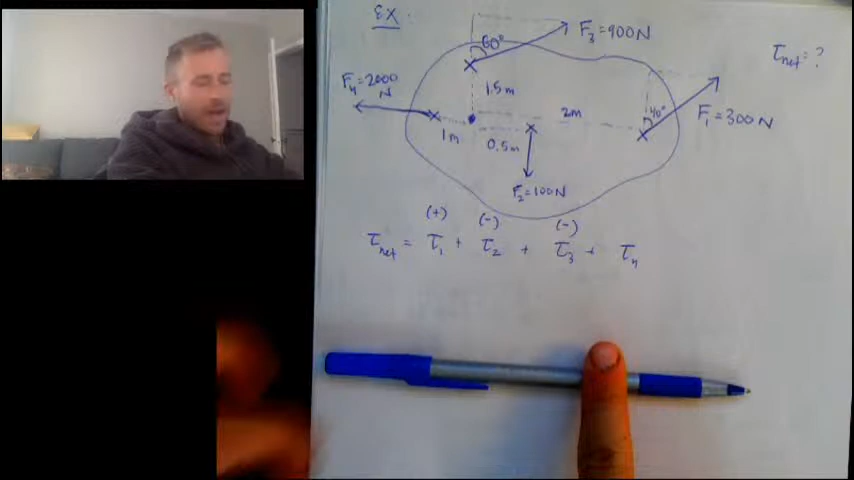 EX:
60°
F₃ = 900N
τnet = ?
F₄ = 2000
N
1.5m
2m
40°
F₁ = 300N
1m
0.5m
F₂ = 100N
(+) (-) (-)
τnet = τ₁ + τ₂ + τ₃ + τ₄